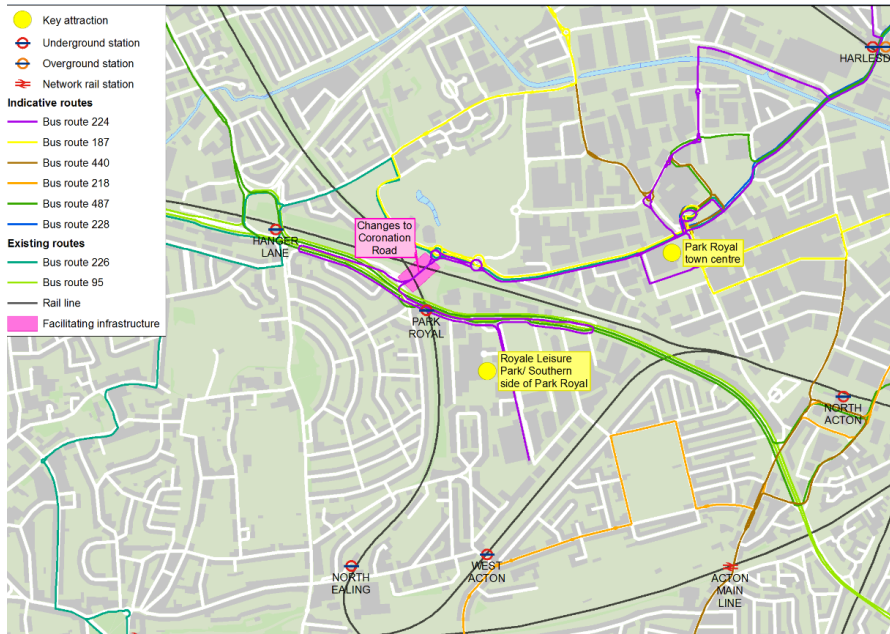 Key attraction
Underground station
Overground station
Network rail station
Indicative routes
Bus route 224
Bus route 187
Bus route 440
Bus route 218
Bus route 487
Bus route 228
Existing routes
Bus route 226
Bus route 95
Rail line
Facilitating infrastructure
HARLESD
HANGER
LANE
Changes to
Coronation
Road
Park Royal
town centre
PARK
ROYAL
Royale Leisure
Park/ Southern
side of Park Royal
NORTH
ACTON
NORTH
EALING
WEST
ACTON
ACTON
MAIN
LINE